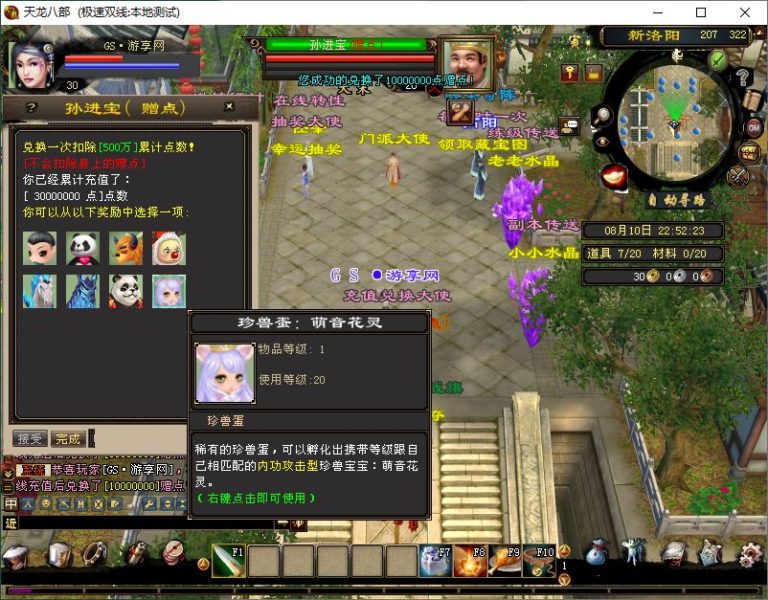 天龙八部 (极速双线:本地测试)
GS·游享网
30
孙进宝
您成功的兑换了10000000点赠点!
新洛阳 207 322
GM
孙进宝( 赠点)
兑换一次扣除[500万]累计点数!
[不会扣除身上的赠点]
你已经累计充值了:
[ 30000000 点]点数
你可以从以下奖励中选择一项:
在线转性
抽奖大使
幸运抽奖
门派大使
领取藏宝图
练级传送
老老水晶
副本传送
小小水晶
GS ●游享网
充值兑换大使
自动寻路
08月10日 22:52:23
道具 7/20 材料 0/20
30 0 0
珍兽蛋: 萌音花灵
物品等级: 1
使用等级:20
珍兽蛋
稀有的珍兽蛋,可以孵化出携带等级跟自
己相匹配的内功攻击型珍兽宝宝:萌音花
灵。
(右键点击即可使用)
接受 完成
恭喜玩家[GS·游享网],
线充值后兑换了[10000000]赠点
中
近
F1 F7 F8 F9 F10
1